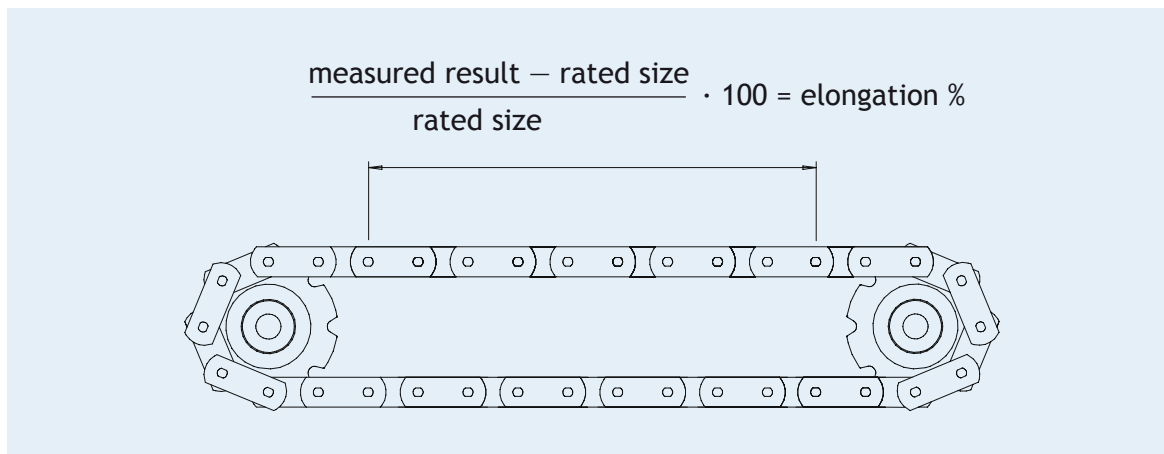 measured result — rated size
· 100 = elongation %
rated size